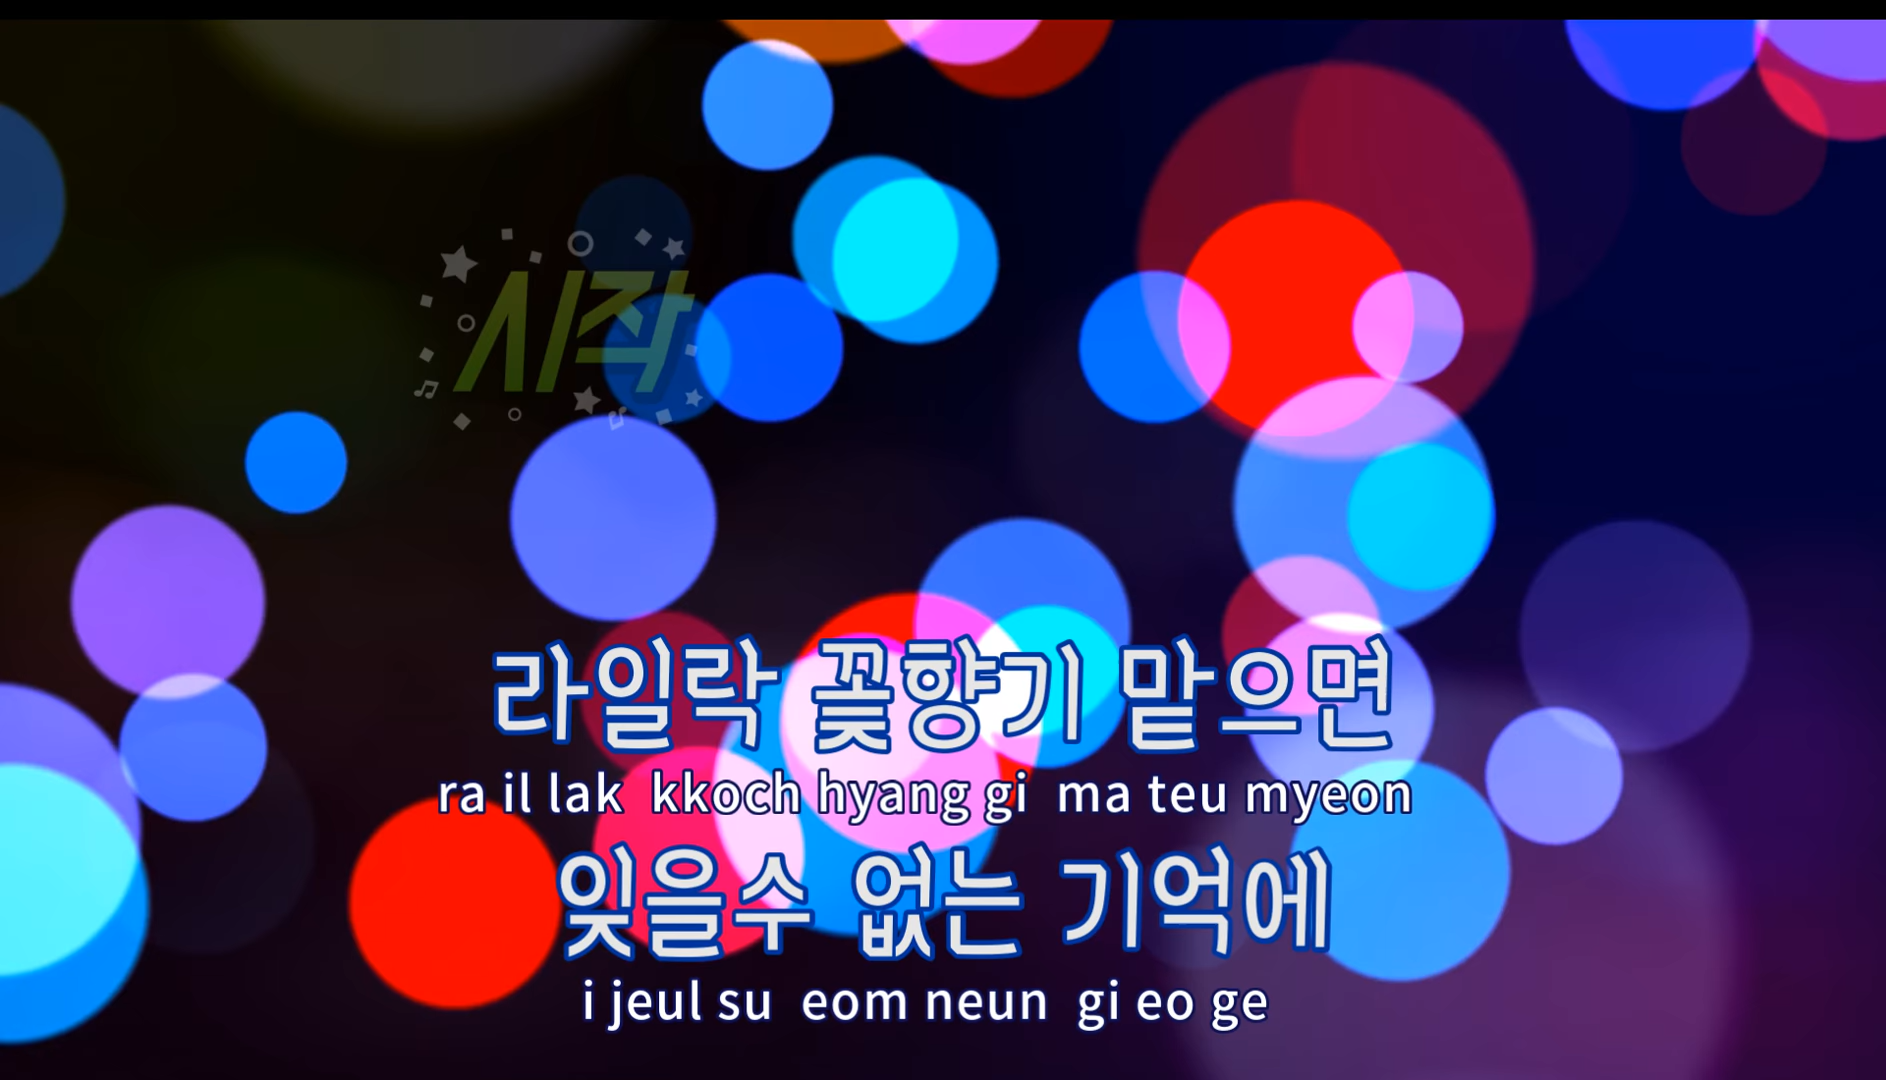 시작
라일락 꽃향기 맡으면
ra il lak kkoch hyang gi ma teu myeon
잊을수 없는 기억에
i jeul su eom neun gi eo ge